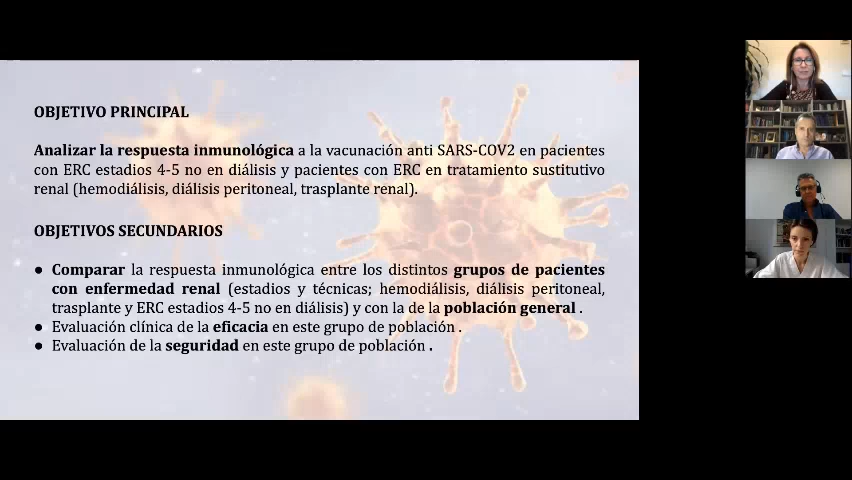 OBJETIVO PRINCIPAL
Analizar la respuesta inmunológica a la vacunación anti SARS-COV2 en pacientes
con ERC estadios 4-5 no en diálisis y pacientes con ERC en tratamiento sustitutivo
renal (hemodiálisis, diálisis peritoneal, trasplante renal).
OBJETIVOS SECUNDARIOS
● Comparar la respuesta inmunológica entre los distintos grupos de pacientes
con enfermedad renal (estadios y técnicas; hemodiálisis, diálisis peritoneal,
trasplante y ERC estadios 4-5 no en diálisis) y con la de la población general .
● Evaluación clínica de la eficacia en este grupo de población .
● Evaluación de la seguridad en este grupo de población .